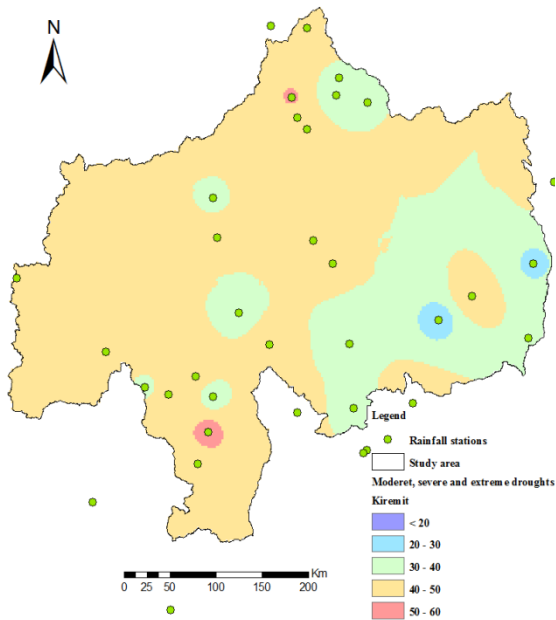 N
Legend
Rainfall stations
Study area
Moderet, severe and extreme droughts
Kiremit
< 20
20 - 30
30 - 40
40 - 50
50 - 60
Km
0 25 50 100 150 200